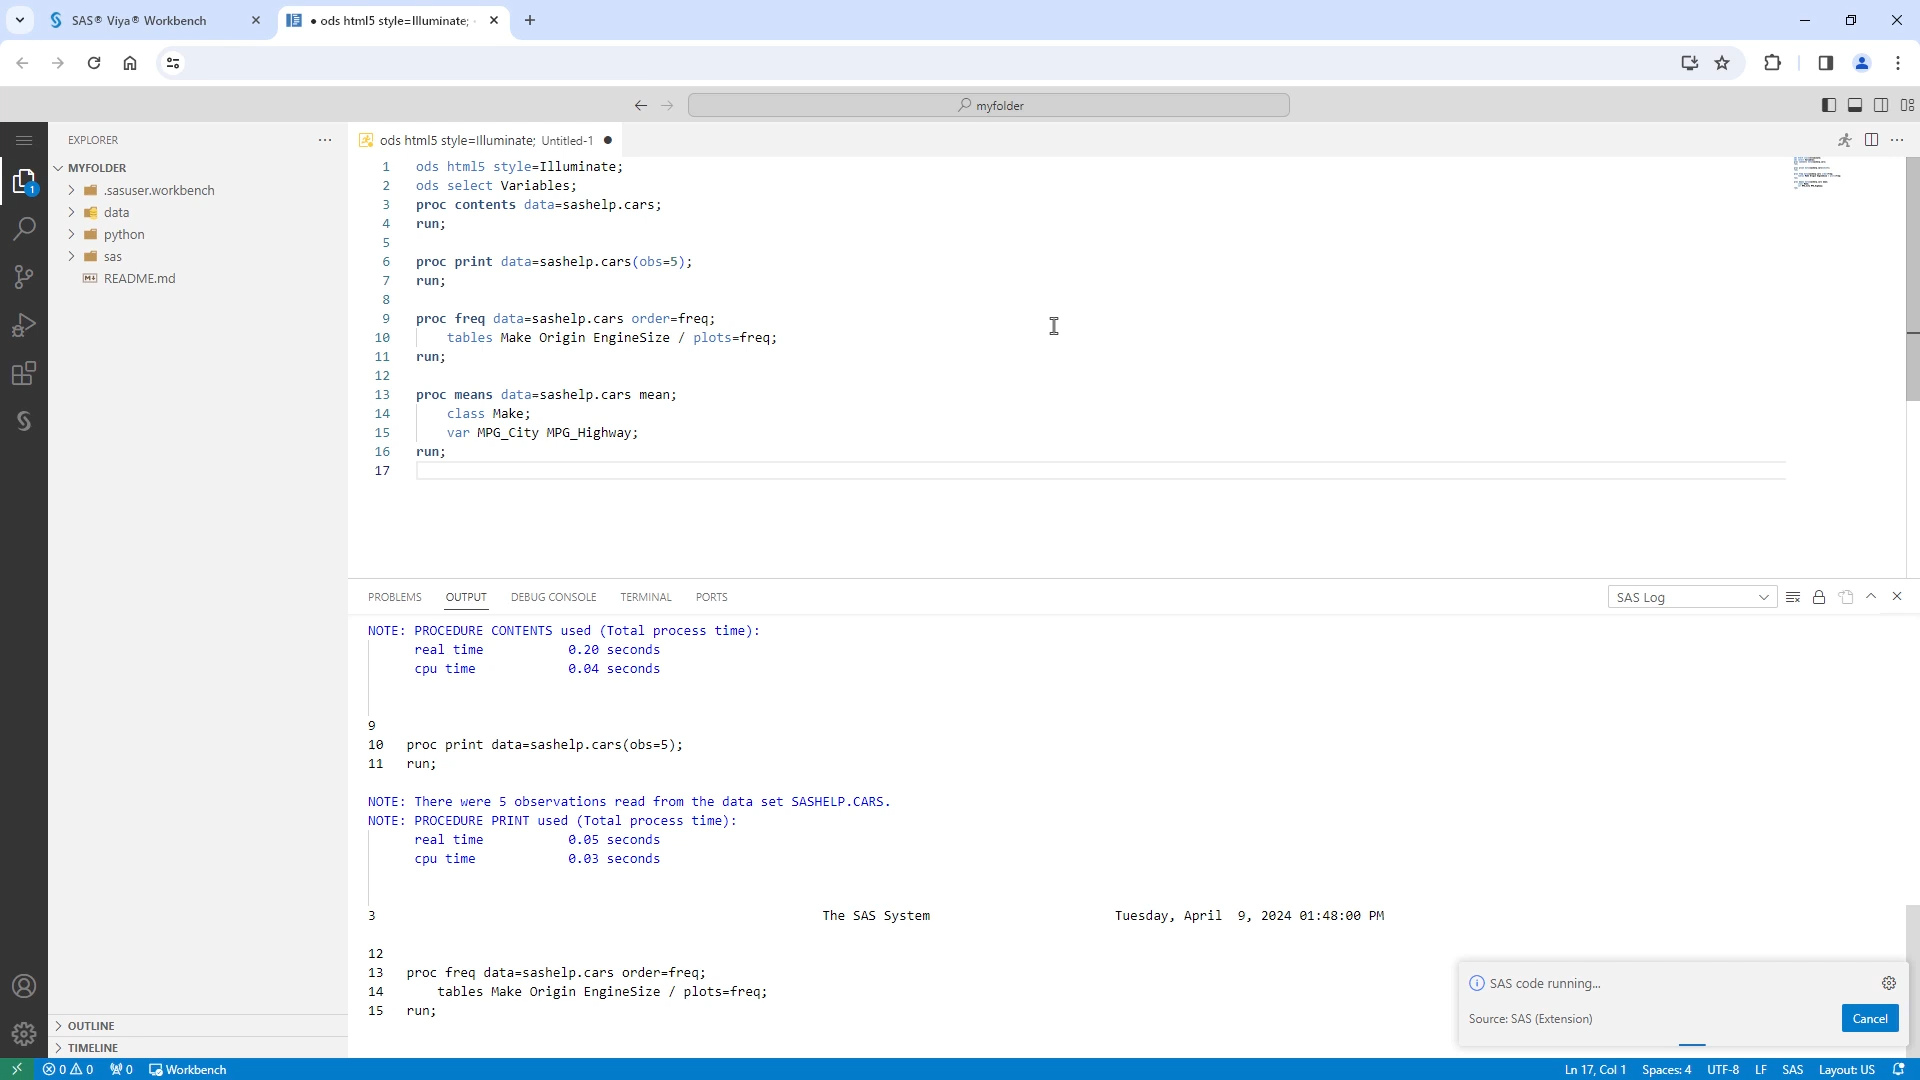 SAS® Viya® Workbench
● ods html5 style=Illuminate;
myfolder
EXPLORER
MYFOLDER
.sasuser.workbench
data
python
sas
README.md
OUTLINE
TIMELINE
1
ods html5 style=Illuminate; Untitled-1
1 ods html5 style=Illuminate;
2 ods select Variables;
3 proc contents data=sashelp.cars;
4 run;
5
6 proc print data=sashelp.cars(obs=5);
7 run;
8
9 proc freq data=sashelp.cars order=freq;
10 tables Make Origin EngineSize / plots=freq;
11 run;
12
13 proc means data=sashelp.cars mean;
14 class Make;
15 var MPG_City MPG_Highway;
16 run;
17
PROBLEMS OUTPUT DEBUG CONSOLE TERMINAL PORTS
SAS Log
NOTE: PROCEDURE CONTENTS used (Total process time):
real time 0.20 seconds
cpu time 0.04 seconds
9
10 proc print data=sashelp.cars(obs=5);
11 run;
NOTE: There were 5 observations read from the data set SASHELP.CARS.
NOTE: PROCEDURE PRINT used (Total process time):
real time 0.05 seconds
cpu time 0.03 seconds
3 The SAS System Tuesday, April 9, 2024 01:48:00 PM
12
13 proc freq data=sashelp.cars order=freq;
14 tables Make Origin EngineSize / plots=freq;
15 run;
SAS code running...
Source: SAS (Extension)
Cancel
0 0 0 Workbench
Ln 17, Col 1 Spaces: 4 UTF-8 LF SAS Layout: US